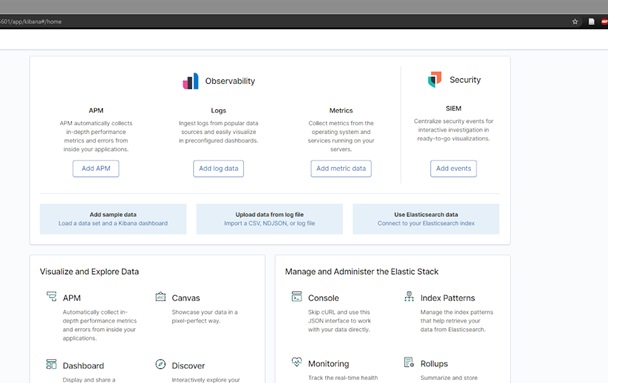 601/app/kibana#/home
Observability
Security
APM
APM automatically collects
in-depth performance
metrics and errors from
inside your applications.
Add APM
Logs
Ingest logs from popular data
sources and easily visualize
in preconfigured dashboards.
Add log data
Metrics
Collect metrics from the
operating system and
services running on your
servers.
Add metric data
SIEM
Centralize security events for
interactive investigation in
ready-to-go visualizations.
Add events
Add sample data
Load a data set and a Kibana dashboard
Upload data from log file
Import a CSV, NDJSON, or log file
Use Elasticsearch data
Connect to your Elasticsearch index
Visualize and Explore Data
APM
Automatically collect in-
depth performance metrics
and errors from inside your
applications.
Canvas
Showcase your data in a
pixel-perfect way.
Dashboard
Display and share a
Discover
Interactively explore your
Manage and Administer the Elastic Stack
Console
Skip cURL and use this
JSON interface to work
with your data directly.
Index Patterns
Manage the index patterns
that help retrieve your
data from Elasticsearch.
Monitoring
Track the real-time health
Rollups
Summarize and store